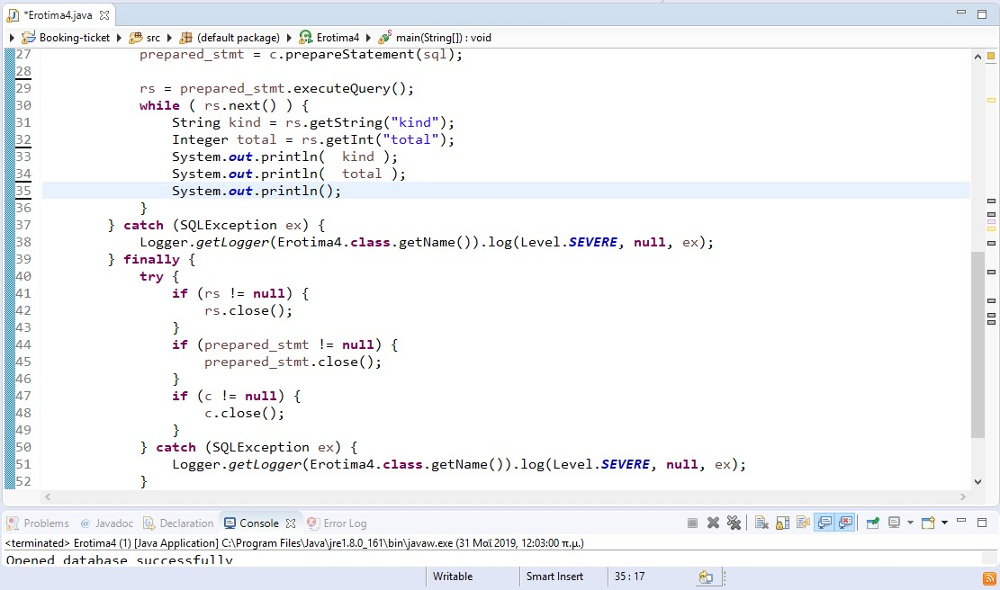 *Erotima4.java
Booking-ticket src (default package) Erotima4 main(String[]) : void
27 prepared_stmt = c.prepareStatement(sql);
28
29 rs = prepared_stmt.executeQuery();
30 while ( rs.next() ) {
31 String kind = rs.getString("kind");
32 Integer total = rs.getInt("total");
33 System.out.println(  kind );
34 System.out.println(  total );
35 System.out.println();
36 }
37 } catch (SQLException ex) {
38 Logger.getLogger(Erotima4.class.getName()).log(Level.SEVERE, null, ex);
39 } finally {
40 try {
41 if (rs != null) {
42 rs.close();
43 }
44 if (prepared_stmt != null) {
45 prepared_stmt.close();
46 }
47 if (c != null) {
48 c.close();
49 }
50 } catch (SQLException ex) {
51 Logger.getLogger(Erotima4.class.getName()).log(Level.SEVERE, null, ex);
52 }
Problems @ Javadoc Declaration Console Error Log
<terminated> Erotima4 (1) [Java Application] C:\Program Files\Java\jre1.8.0_161\bin\javaw.exe (31 Μαΐ 2019, 12:03:00 π.μ.)
Opened database successfully
Writable Smart Insert 35 : 17